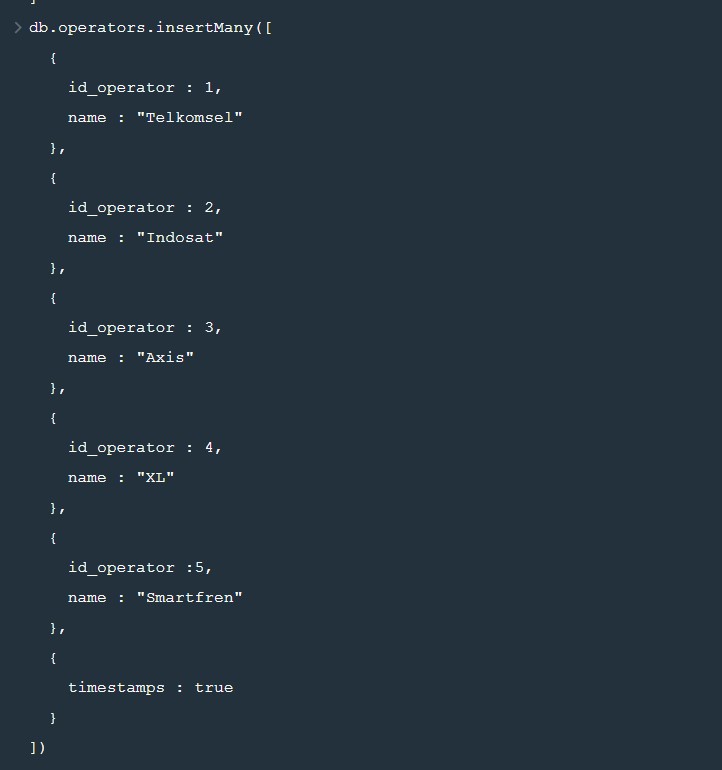 > db.operators.insertMany([
{
id_operator : 1,
name : "Telkomsel"
},
{
id_operator : 2,
name : "Indosat"
},
{
id_operator : 3,
name : "Axis"
},
{
id_operator : 4,
name : "XL"
},
{
id_operator :5,
name : "Smartfren"
},
{
timestamps : true
}
])